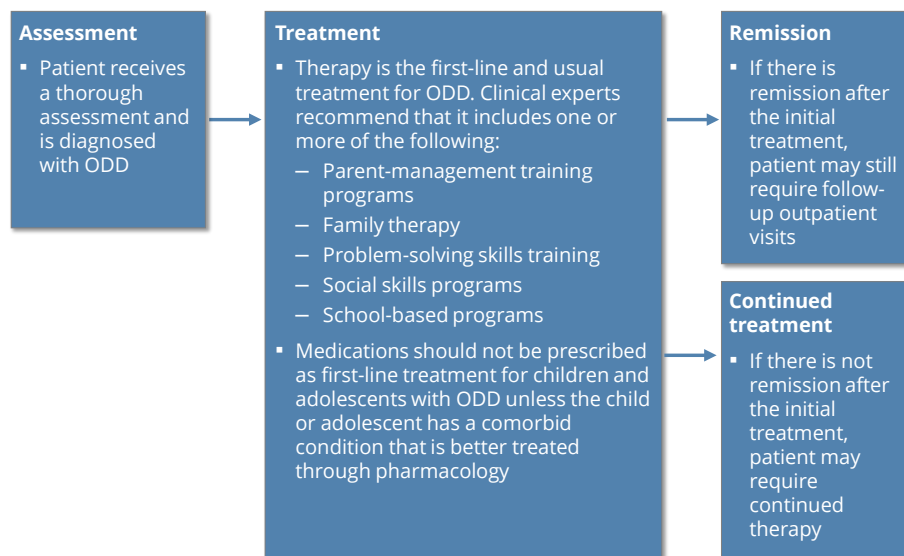 Assessment
▪ Patient receives
a thorough
assessment and
is diagnosed
with ODD
Treatment
▪ Therapy is the first-line and usual
treatment for ODD. Clinical experts
recommend that it includes one or
more of the following:
– Parent-management training
programs
– Family therapy
– Problem-solving skills training
– Social skills programs
– School-based programs
▪ Medications should not be prescribed
as first-line treatment for children and
adolescents with ODD unless the child
or adolescent has a comorbid
condition that is better treated
through pharmacology
Remission
▪ If there is
remission after
the initial
treatment,
patient may still
require follow-
up outpatient
visits
Continued
treatment
▪ If there is not
remission after
the initial
treatment,
patient may
require
continued
therapy